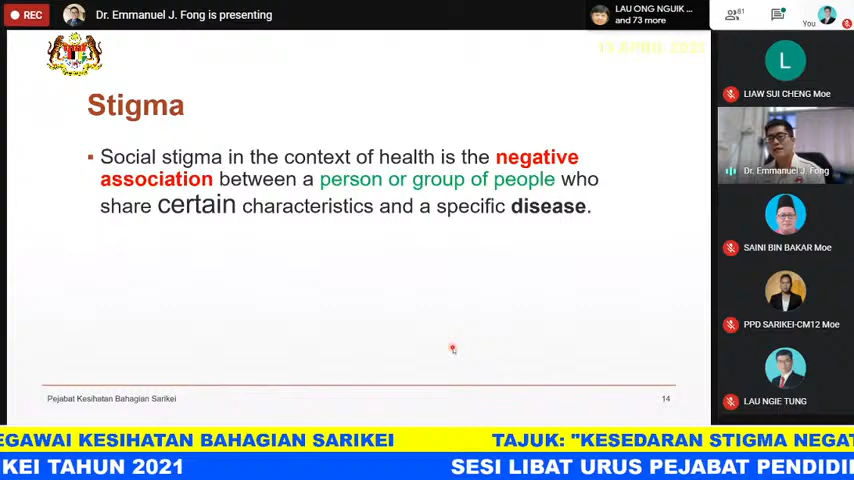 REC
Dr. Emmanuel J. Fong is presenting
LAU ONG NGUIK ...
and 73 more
81
You
13 APRIL 2021
Stigma
Social stigma in the context of health is the negative
association between a person or group of people who
share certain characteristics and a specific disease.
Pejabat Kesihatan Bahagian Sarikei
14
L
LIAW SUI CHENG Moe
Dr. Emmanuel J. Fong
SAINI BIN BAKAR Moe
PPD SARIKEI-CM12 Moe
LAU NGIE TUNG
EGAWAI KESIHATAN BAHAGIAN SARIKEI TAJUK: "KESEDARAN STIGMA NEGAT
KEI TAHUN 2021 SESI LIBAT URUS PEJABAT PENDIDI